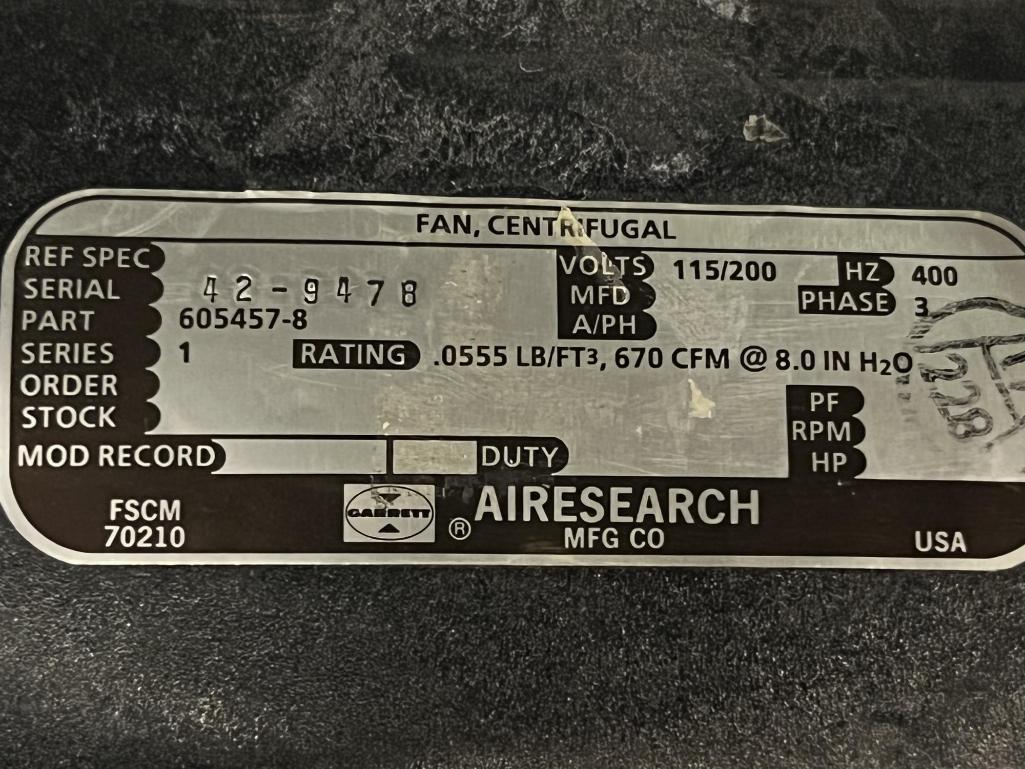 FAN, CENTRIFUGAL
REF SPEC
VOLTS 115/200 HZ 400
SERIAL 42-9478
MFD PHASE 3
PART 605457-8
A/PH
SERIES 1 RATING .0555 LB/FT3, 670 CFM @ 8.0 IN H2O
ORDER
PF
STOCK
RPM
MOD RECORD DUTY
HP
FSCM
70210
GARRETT
® AIRESEARCH
MFG CO
USA
228